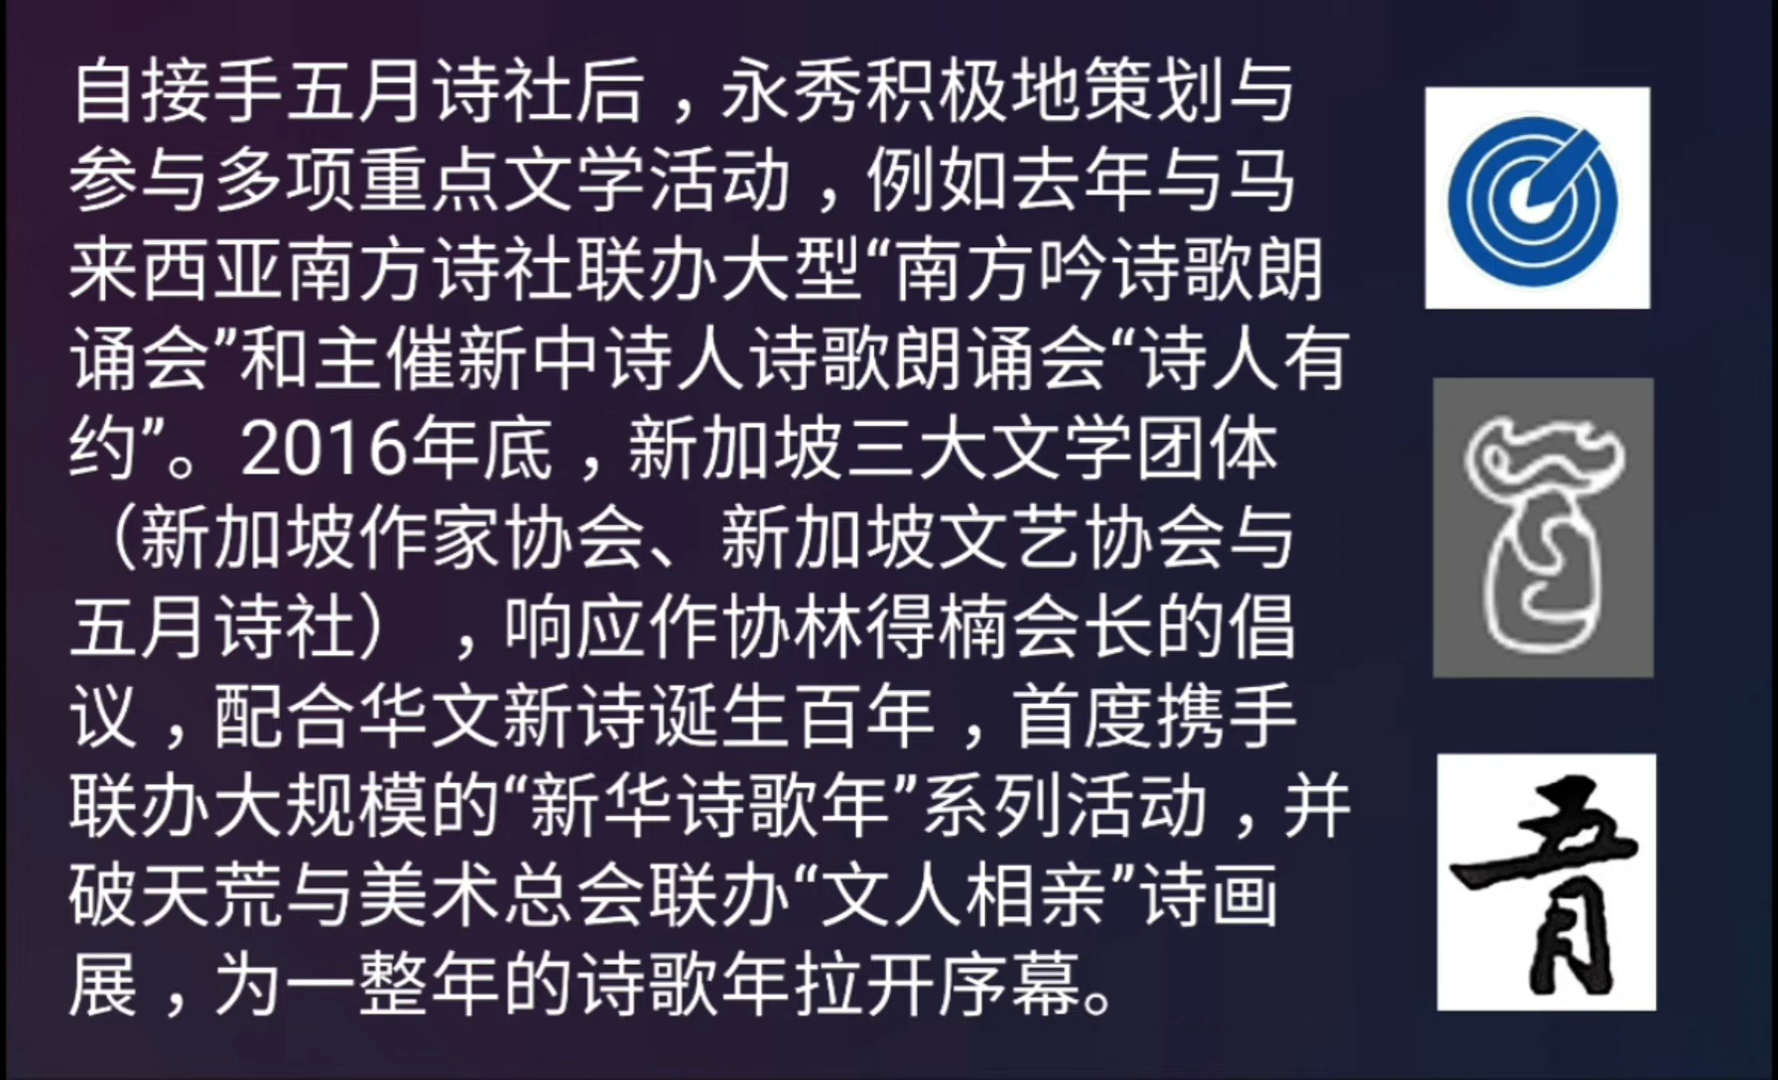 自接手五月诗社后，永秀积极地策划与
参与多项重点文学活动，例如去年与马
来西亚南方诗社联办大型“南方吟诗歌朗
诵会”和主催新中诗人诗歌朗诵会“诗人有
约”。2016年底，新加坡三大文学团体
（新加坡作家协会、新加坡文艺协会与
五月诗社），响应作协林得楠会长的倡
议，配合华文新诗诞生百年，首度携手
联办大规模的“新华诗歌年”系列活动，并
破天荒与美术总会联办“文人相亲”诗画
展，为一整年的诗歌年拉开序幕。
五月